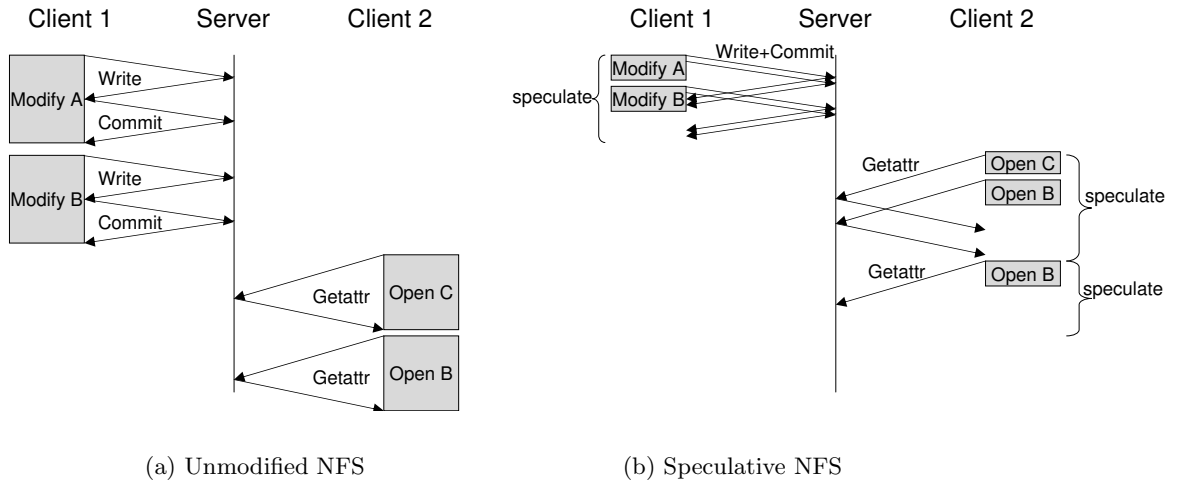 Client 1 Server Client 2
Write
Modify A
Commit
Write
Modify B
Commit
Getattr Open C
Getattr Open B
(a) Unmodified NFS
Client 1 Server Client 2
Write+Commit
Modify A
speculate Modify B
Getattr Open C
Open B speculate
Getattr Open B
speculate
(b) Speculative NFS